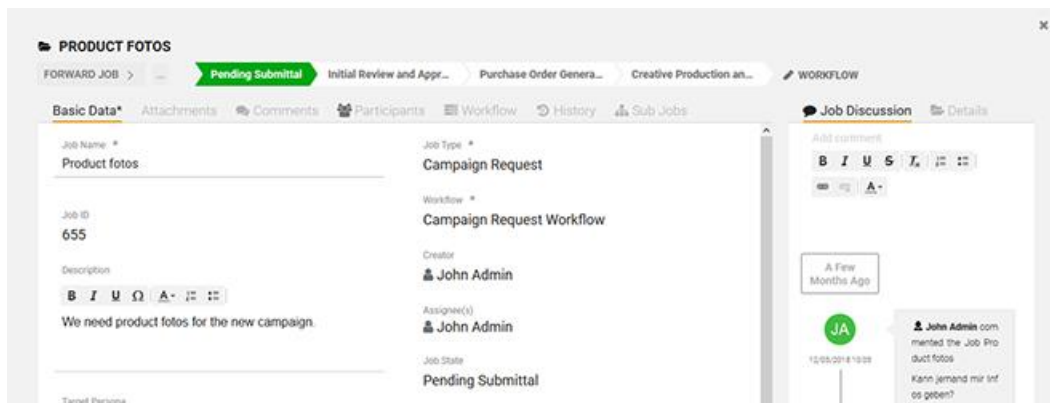 PRODUCT FOTOS
FORWARD JOB >
...
Pending Submittal
Initial Review and Appr...
Purchase Order Genera...
Creative Production an...
WORKFLOW
Basic Data*
Attachments
Comments
Participants
Workflow
History
Sub Jobs
Job Discussion
Details
Job Name: *
Product fotos
Job ID
655
Description
B I U Ω A
We need product fotos for the new campaign.
Target Persona
Job Type *
Campaign Request
Workflow *
Campaign Request Workflow
Creator
John Admin
Assignee(s)
John Admin
Job State
Pending Submittal
Add comment
B I U S Tx
A
A Few
Months Ago
JA
John Admin com
mented the Job Pro
duct fotos
Kann jemand mir Inf
os geben?